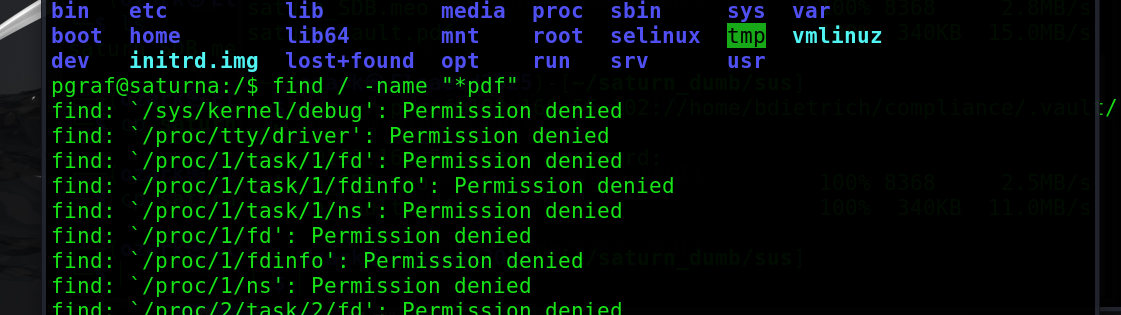 bin etc lib media proc sbin sys var
boot home lib64 mnt root selinux tmp vmlinuz
dev initrd.img lost+found opt run srv usr
pgraf@saturna:/$ find / -name "*pdf"
find: `/sys/kernel/debug': Permission denied
find: `/proc/tty/driver': Permission denied
find: `/proc/1/task/1/fd': Permission denied
find: `/proc/1/task/1/fdinfo': Permission denied
find: `/proc/1/task/1/ns': Permission denied
find: `/proc/1/fd': Permission denied
find: `/proc/1/fdinfo': Permission denied
find: `/proc/1/ns': Permission denied
find: `/proc/2/task/2/fd': Permission denied